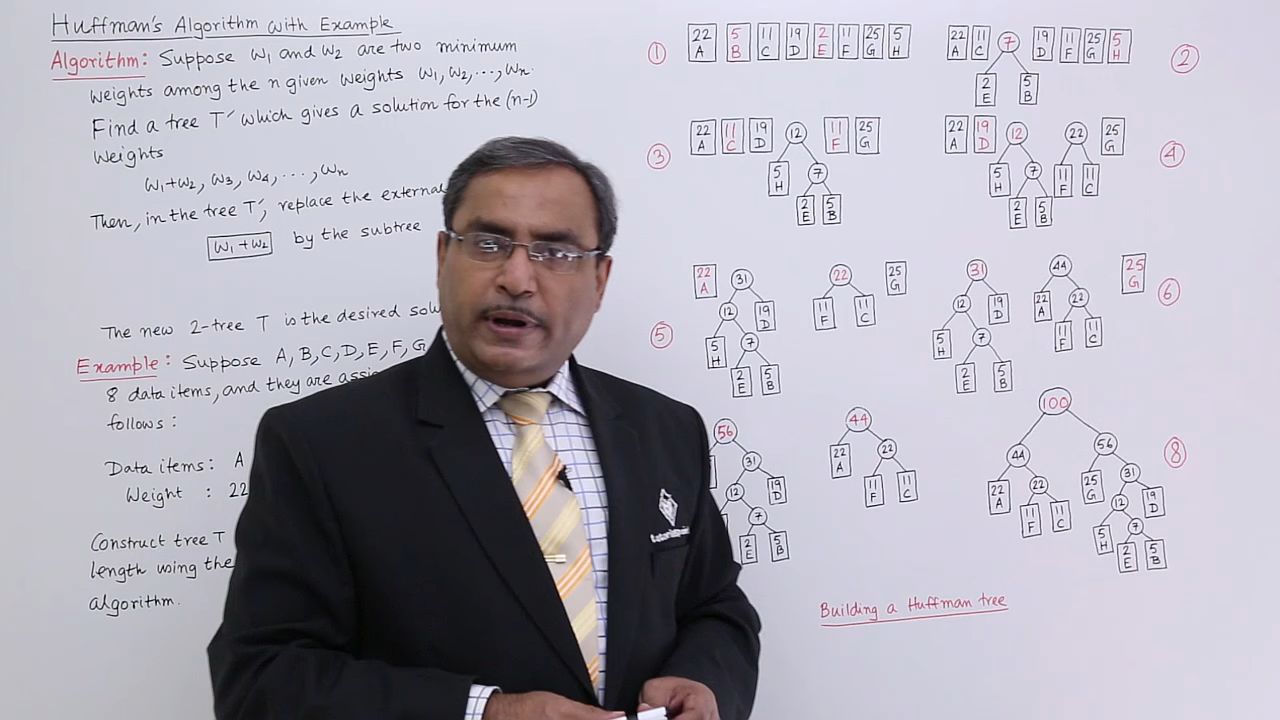 Huffman's Algorithm with Example
Algorithm: Suppose W1 and W2 are two minimum
weights among the n given weights W1, W2, ..., Wn.
Find a tree T' which gives a solution for the (n-1)
weights
W1+W2, W3, W4, ..., Wn
Then, in the tree T', replace the external
W1+W2 by the subtree
The new 2-tree T is the desired
Example: Suppose A, B, C, D, E, F, G
8 data items, and they are
follows:
Data items: A
Weight : 22
Construct tree T
length using the
algorithm.
1
22 A 5 B 11 C 19 D 2 E 11 F 25 G 5 H
22 A 11 C 7 19 D 11 F 25 G 5 H
2 E 5 B
2
3
22 A 11 C 19 D 12 11 F 25 G
5 H 7
2 E 5 B
22 A 19 D 12 22 25 G
5 H 7 11 F 11 C
2 E 5 B
4
5
22 A 31 22 25 G
12 19 D 11 F 11 C
5 H 7
2 E 5 B
31 44 25 G
12 19 D 22 A 22
5 H 7 11 F 11 C
2 E 5 B
6
56 44
31 22 A 22
12 19 D 11 F 11 C
7
2 E 5 B
100
44 56
22 A 22 25 G 31
11 F 11 C 12 19 D
5 H 7
2 E 5 B
8
Building a Huffman tree